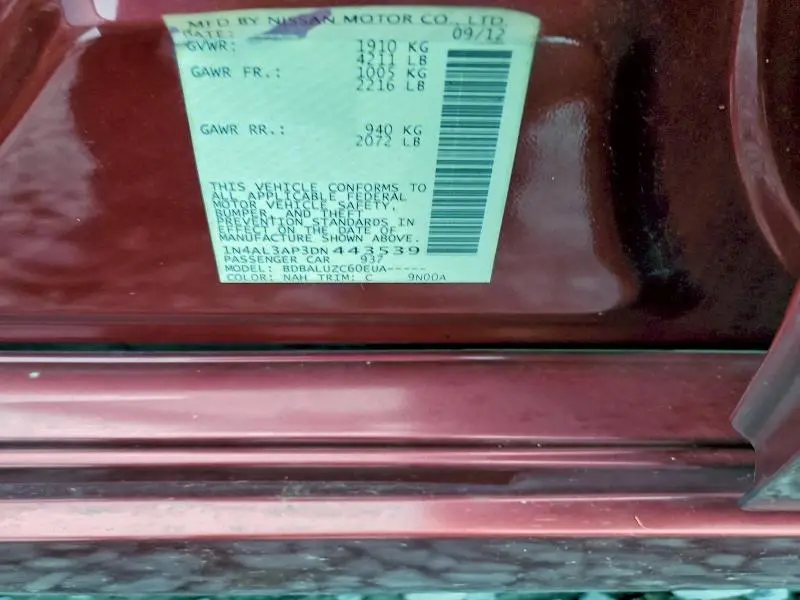 MFD BY NISSAN MOTOR CO., LTD.
DATE: 09/12
GVWR: 1910 KG
4211 LB
GAWR FR.: 1005 KG
2216 LB
GAWR RR.: 940 KG
2072 LB
THIS VEHICLE CONFORMS TO
ALL APPLICABLE FEDERAL
MOTOR VEHICLE SAFETY,
BUMPER, AND THEFT
PREVENTION STANDARDS IN
EFFECT ON THE DATE OF
MANUFACTURE SHOWN ABOVE.
1N4AL3AP3DN443539
PASSENGER CAR 937
MODEL: BDBALUZC60EUA-----
COLOR: NAH TRIM: C 9N00A